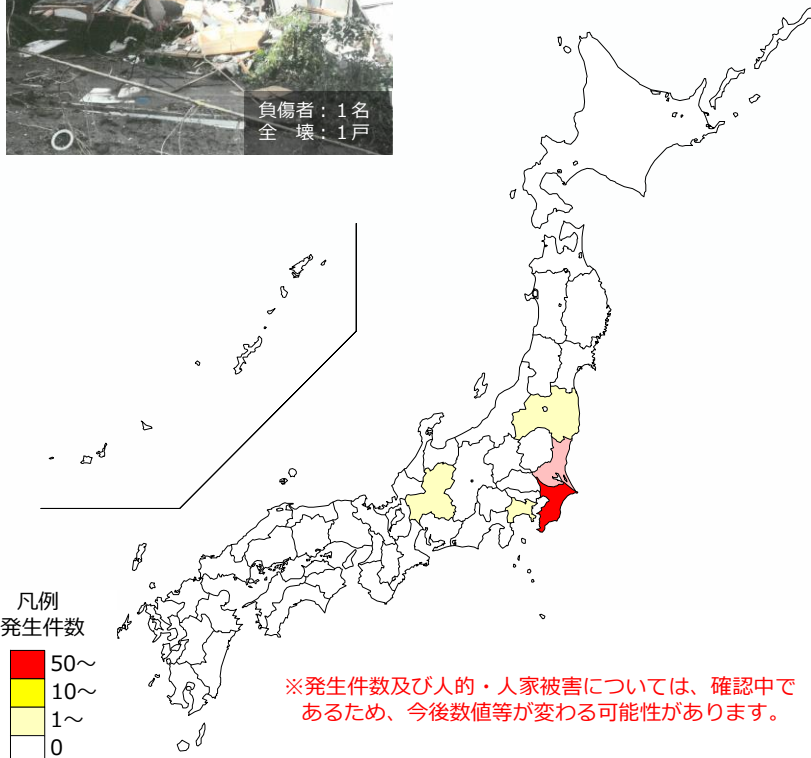 負傷者：１名
全　壊：１戸
凡例
発生件数
50～
10～
1～
0
※発生件数及び人的・人家被害については、確認中で
あるため、今後数値等が変わる可能性があります。